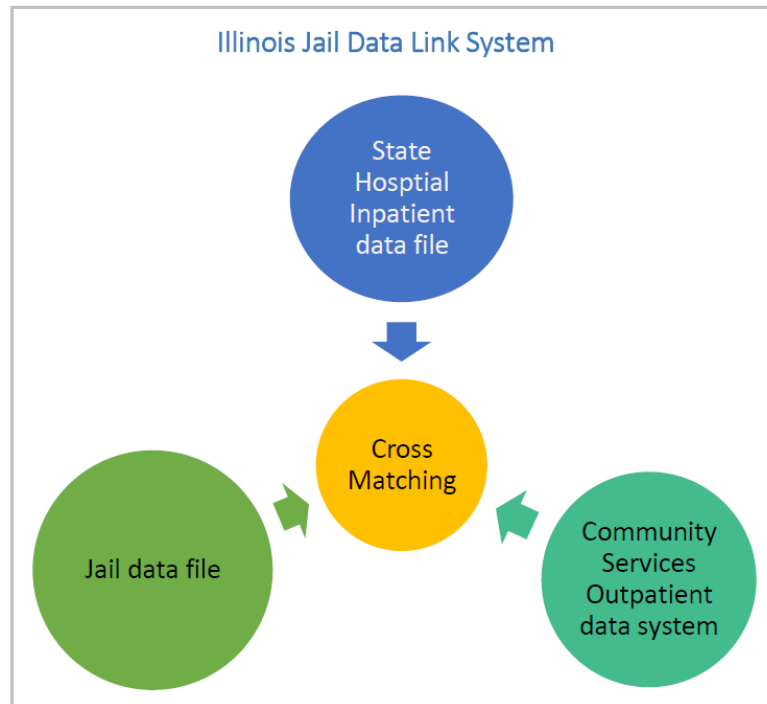 Illinois Jail Data Link System
State
Hosptial
Inpatient
data file
Cross
Matching
Jail data file
Community
Services
Outpatient
data system